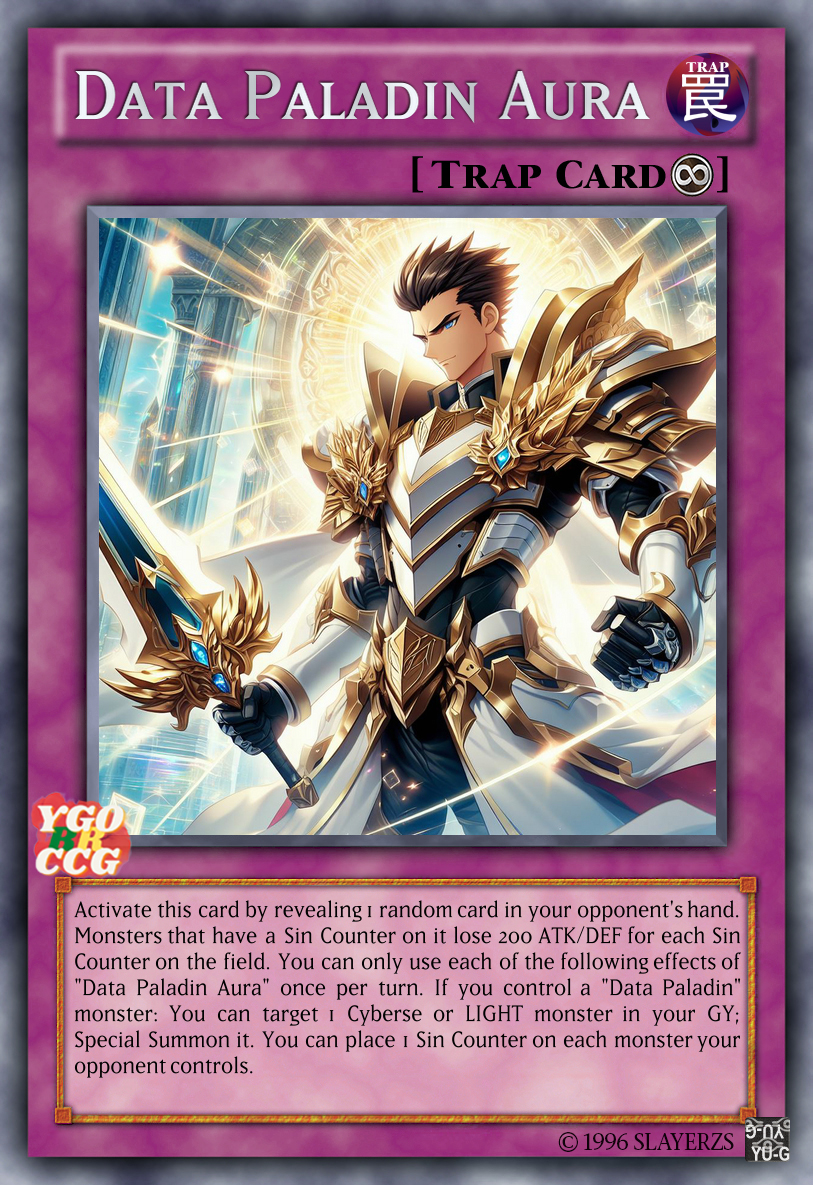 Data Paladin Aura
TRAP
罠
[Trap Card∞]
YGO
RR
CCG
Activate this card by revealing 1 random card in your opponent's hand.
Monsters that have a Sin Counter on it lose 200 ATK/DEF for each Sin
Counter on the field. You can only use each of the following effects of
"Data Paladin Aura" once per turn. If you control a "Data Paladin"
monster: You can target 1 Cyberse or LIGHT monster in your GY;
Special Summon it. You can place 1 Sin Counter on each monster your
opponent controls.
© 1996 SLAYERZS
YU-G